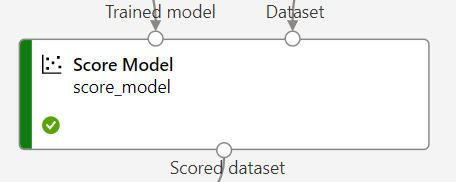 Trained model
Dataset
Score Model
score_model
Scored dataset